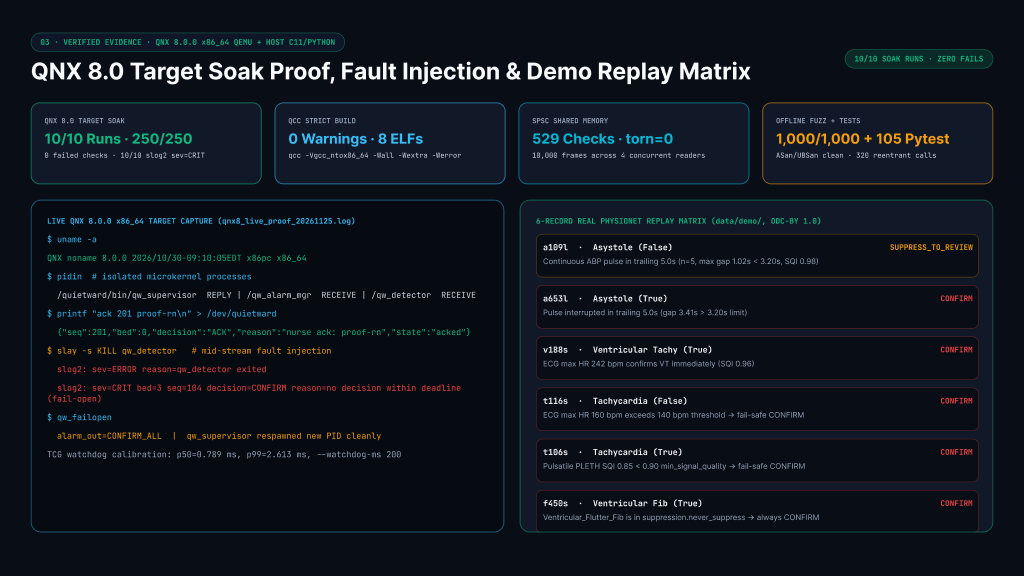 03 · VERIFIED EVIDENCE · QNX 8.0.0 x86_64 QEMU + HOST C11/PYTHON
QNX 8.0 Target Soak Proof, Fault Injection & Demo Replay Matrix
10/10 SOAK RUNS · ZERO FAILS
QNX 8.0 TARGET SOAK
10/10 Runs · 250/250
0 failed checks · 10/10 slog2 sev=CRIT
QCC STRICT BUILD
0 Warnings · 8 ELFs
qcc -Vgcc_ntox86_64 -Wall -Wextra -Werror
SPSC SHARED MEMORY
529 Checks · torn=0
18,000 frames across 4 concurrent readers
OFFLINE FUZZ + TESTS
1,000/1,000 + 105 Pytest
ASan/UBSan clean · 320 reentrant calls
LIVE QNX 8.0.0 x86_64 TARGET CAPTURE (qnx8_live_proof_20261125.log)
$ uname -a
QNX noname 8.0.0 2026/10/30-09:10:05EDT x86pc x86_64
$ pidin  # isolated microkernel processes
/quietward/bin/qw_supervisor  REPLY | /qw_alarm_mgr  RECEIVE | /qw_detector  RECEIVE
$ printf "ack 201 proof-rn\n" > /dev/quietward
{"seq":201,"bed":0,"decision":"ACK","reason":"nurse ack: proof-rn","state":"acked"}
$ slay -s KILL qw_detector   # mid-stream fault injection
slog2: sev=ERROR reason=qw_detector exited
slog2: sev=CRIT bed=3 seq=104 decision=CONFIRM reason=no decision within deadline
(fail-open)
$ qw_failopen
alarm_out=CONFIRM_ALL  |  qw_supervisor respawned new PID cleanly
TCG watchdog calibration: p50=0.789 ms, p99=2.613 ms, --watchdog-ms 200
6-RECORD REAL PHYSIONET REPLAY MATRIX (data/demo/, ODC-BY 1.0)
a109l  ·  Asystole (False)
SUPPRESS_TO_REVIEW
Continuous ABP pulse in trailing 5.0s (n=5, max gap 1.02s < 3.20s, SQI 0.98)
a653l  ·  Asystole (True)
CONFIRM
Pulse interrupted in trailing 5.0s (gap 3.41s > 3.20s limit)
v188s  ·  Ventricular Tachy (True)
CONFIRM
ECG max HR 242 bpm confirms VT immediately (SQI 0.96)
t116s  ·  Tachycardia (False)
CONFIRM
ECG max HR 160 bpm exceeds 140 bpm threshold → fail-safe CONFIRM
t106s  ·  Tachycardia (True)
CONFIRM
Pulsatile PLETH SQI 0.85 < 0.90 min_signal_quality → fail-safe CONFIRM
f450s  ·  Ventricular Fib (True)
CONFIRM
Ventricular_Flutter_Fib is in suppression.never_suppress → always CONFIRM